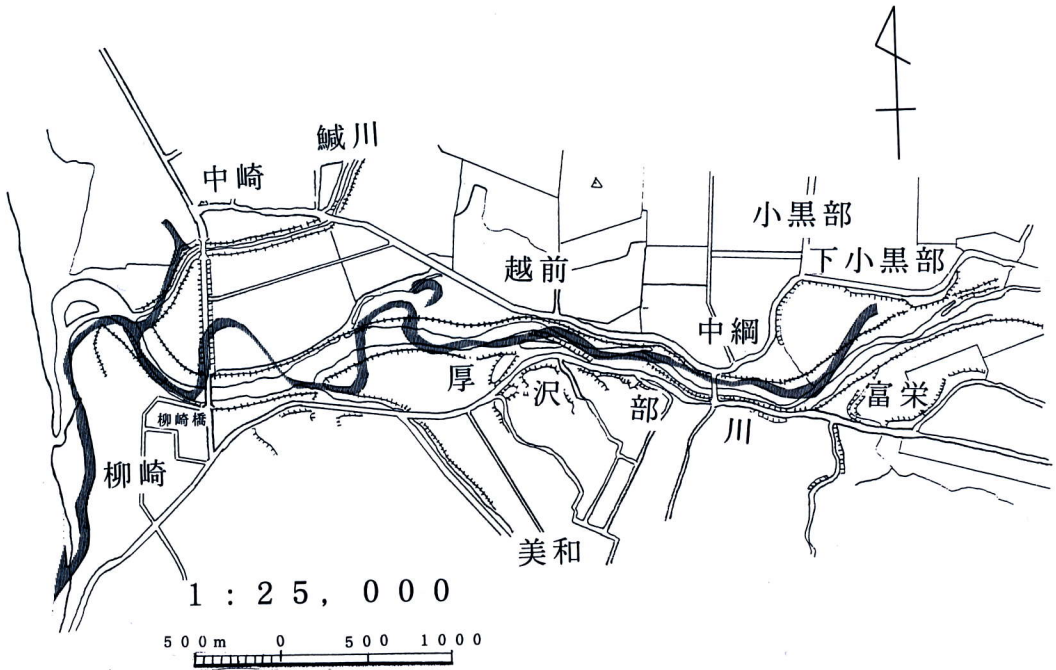 鰔川
中崎
小黒部
下小黒部
越前
中綱
厚沢部川
富栄
柳崎橋
柳崎
美和
1:25,000
500m 0 500 1000